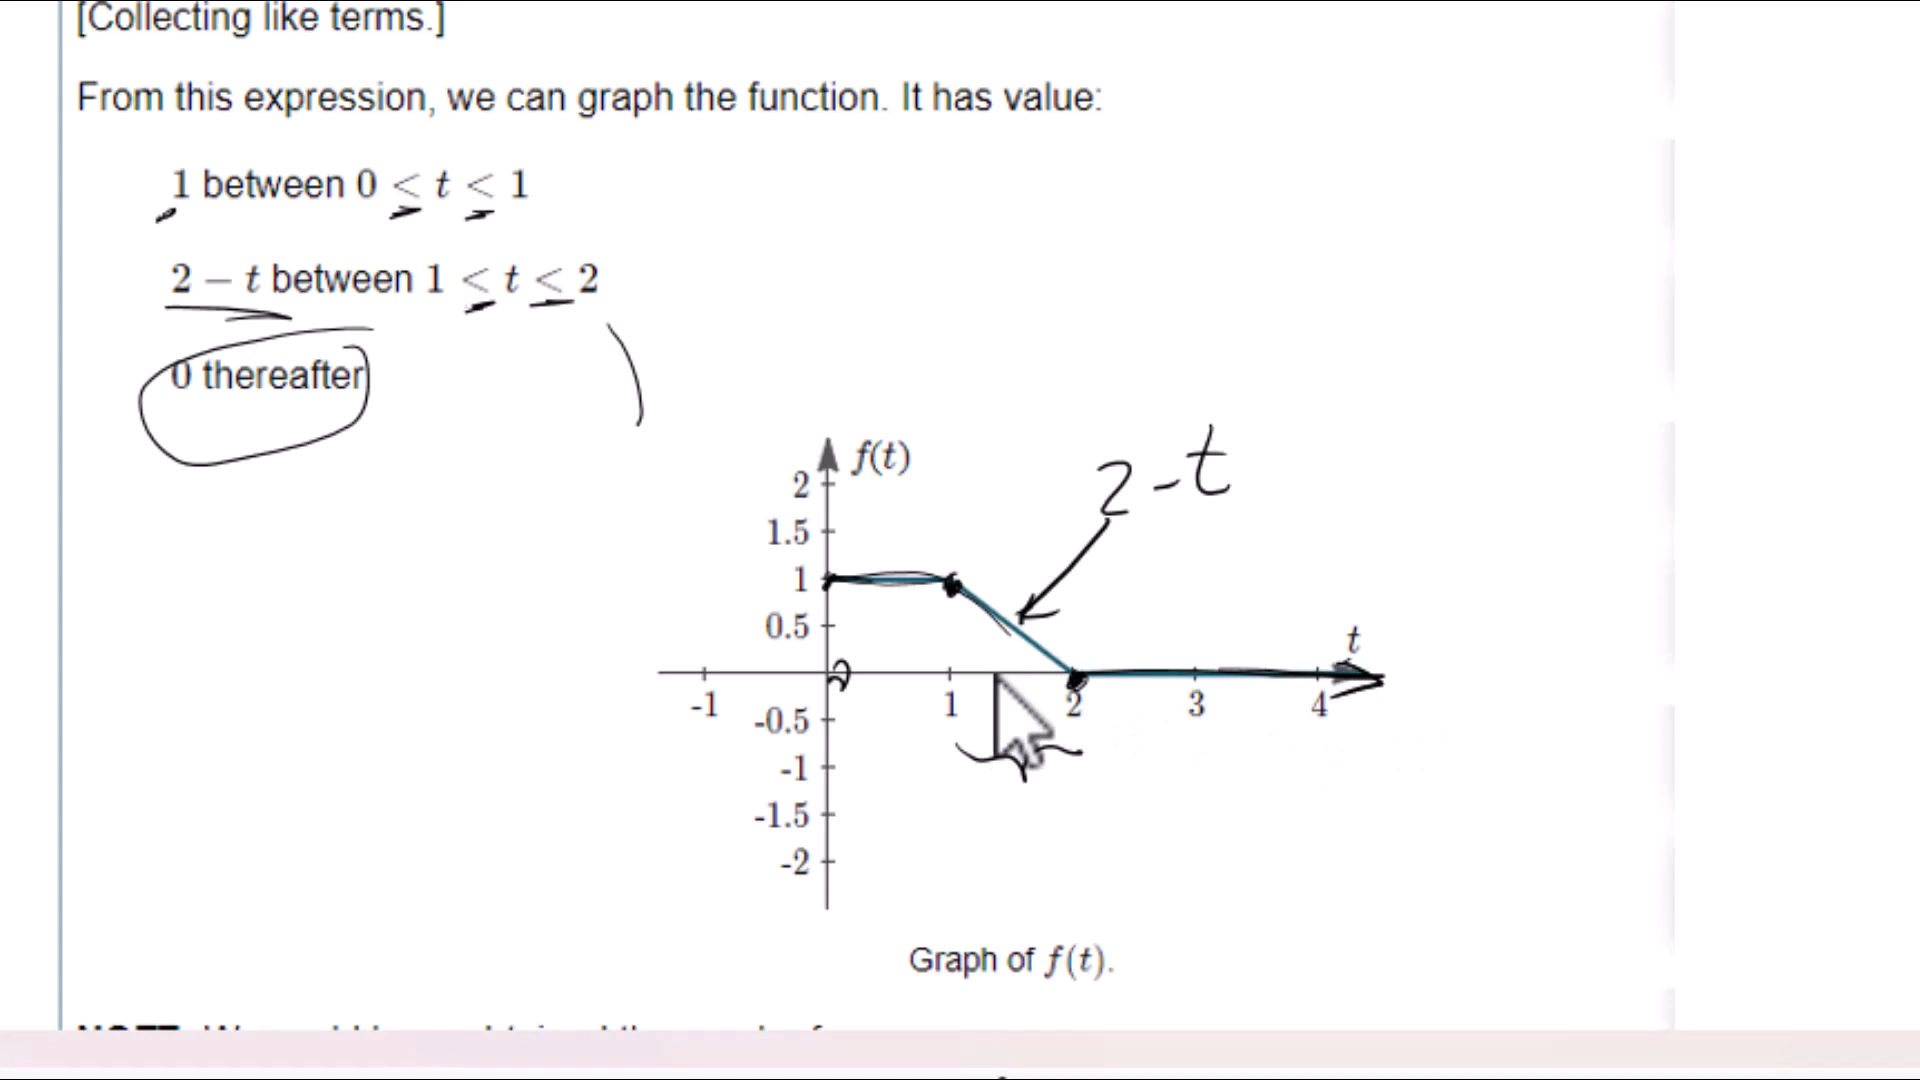 [Collecting like terms.]
From this expression, we can graph the function. It has value:
1 between 0 < t < 1
2 − t between 1 < t < 2
0 thereafter
f(t)
2 - t
2
1.5
1
0.5
t
-1
1
2
3
4
-0.5
-1
-1.5
-2
Graph of f(t).